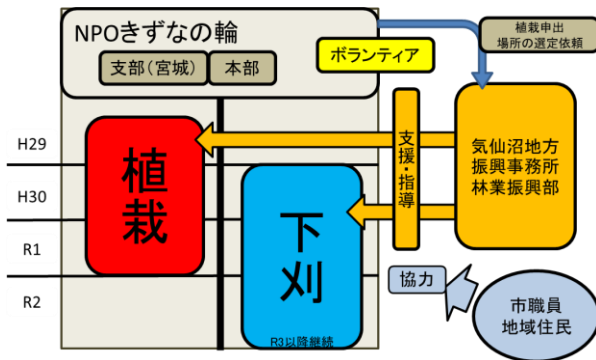 NPOきずなの輪
支部(宮城)
本部
ボランティア
植栽申出
場所の選定依頼
H29
H30
R1
R2
植栽
下刈
R3以降継続
支援・指導
気仙沼地方
振興事務所
林業振興部
協力
市職員
地域住民